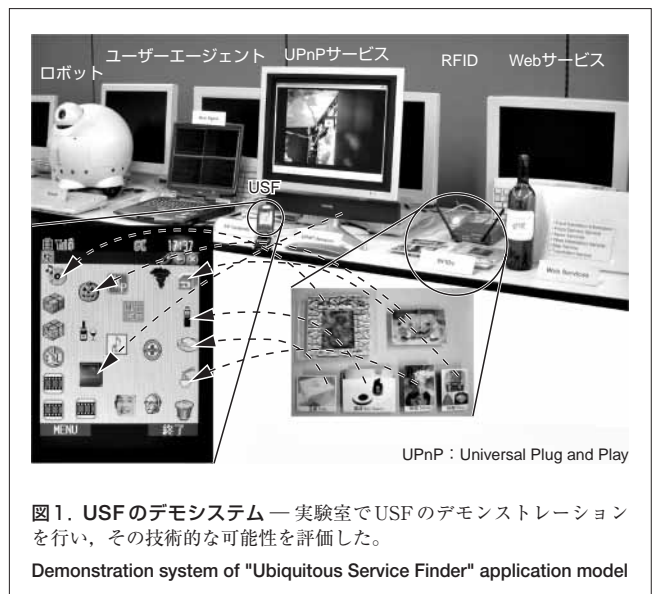 ロボット
ユーザーエージェント
UPnPサービス
RFID
Webサービス
USF
RFIDs
Web Services
MENU
終了
UPnP：Universal Plug and Play
図1．USFのデモシステム ― 実験室でUSFのデモンストレーション
を行い，その技術的な可能性を評価した。
Demonstration system of "Ubiquitous Service Finder" application model